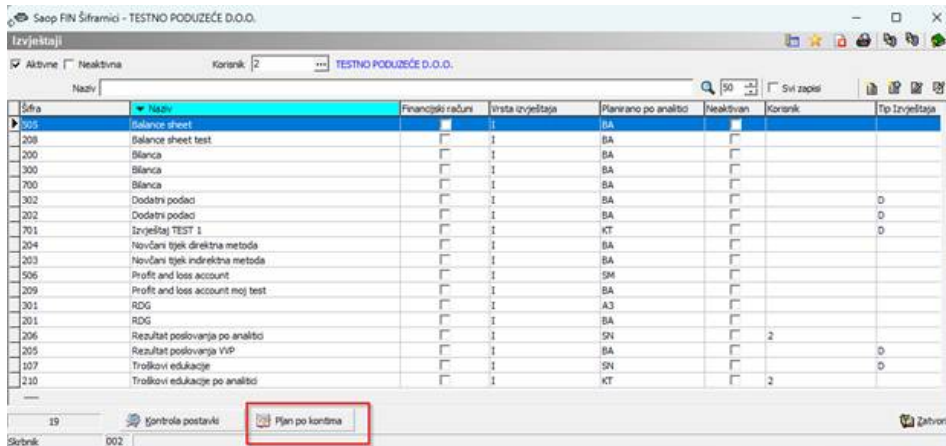 Saop FIN Šifrarnici - TESTNO PODUZEĆE D.O.O.
Izvještaji
Aktivne Neaktivna Korisnik 2 ... TESTNO PODUZEĆE D.O.O.
Naziv 50 Svi zapisi
Šifra Naziv Financijski računi Vrsta izvještaja Planirano po analitici Neaktivan Korisnik Tip Izvještaja
505 Balance sheet I BA
208 Balance sheet test I BA
200 Bilanca I BA
300 Bilanca I BA
700 Bilanca I BA
302 Dodatni podaci I BA D
202 Dodatni podaci I BA D
701 Izvještaj TEST 1 I KT D
204 Novčani tijek direktna metoda I BA
203 Novčani tijek indirektna metoda I BA
506 Profit and loss account I SM
209 Profit and loss account moj test I BA
301 RDG I A3
201 RDG I BA
206 Rezultat poslovanja po analitici I SN 2
205 Rezultat poslovanja VVP I BA D
107 Troškovi edukacije I SN D
210 Troškovi edukacije po analitici I KT 2
19 Kontrola postavki Plan po kontima Zatvori
Skrbnik 002